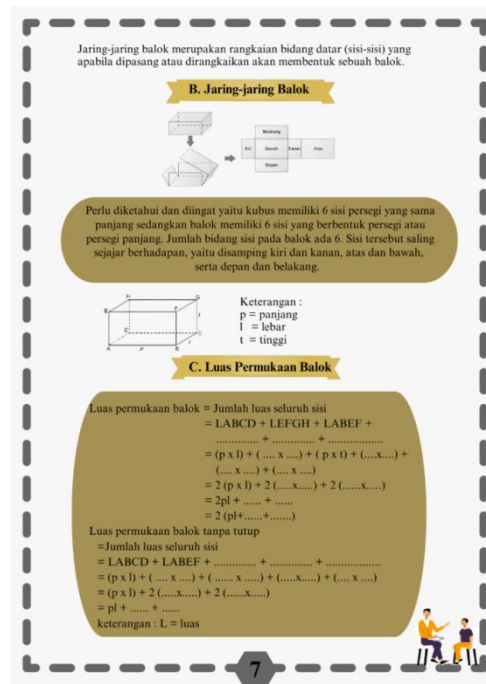 Jaring-jaring balok merupakan rangkaian bidang datar (sisi-sisi) yang
apabila dipasang atau dirangkaikan akan membentuk sebuah balok.
B. Jaring-jaring Balok
Belakang
Kiri Bawah Kanan Atas
Depan
Perlu diketahui dan diingat yaitu kubus memiliki 6 sisi persegi yang sama
panjang sedangkan balok memiliki 6 sisi yang berbentuk persegi atau
persegi panjang. Jumlah bidang sisi pada balok ada 6. Sisi tersebut saling
sejajar berhadapan, yaitu disamping kiri dan kanan, atas dan bawah,
serta depan dan belakang.
H G
E F
D C
A B
p l t
Keterangan :
p = panjang
l = lebar
t = tinggi
C. Luas Permukaan Balok
Luas permukaan balok = Jumlah luas seluruh sisi
= LABCD + LEFGH + LABEF +
.............. + .............. + ..................
= (p x l) + ( .... x ....) + ( p x t) + (....x....) +
(.... x ....) + (.... x ....)
= 2 (p x l) + 2 (.....x.....) + 2 (......x.....)
= 2pl + ...... + ......
= 2 (pl+......+.......)
Luas permukaan balok tanpa tutup
=Jumlah luas seluruh sisi
= LABCD + LABEF + .............. + .............. + ..................
= (p x l) + ( .... x ....) + ( ...... x .....) + (.....x.....) + (.... x ....)
= (p x l) + 2 (.....x.....) + 2 (......x.....)
= pl + ...... + ......
keterangan : L = luas
7